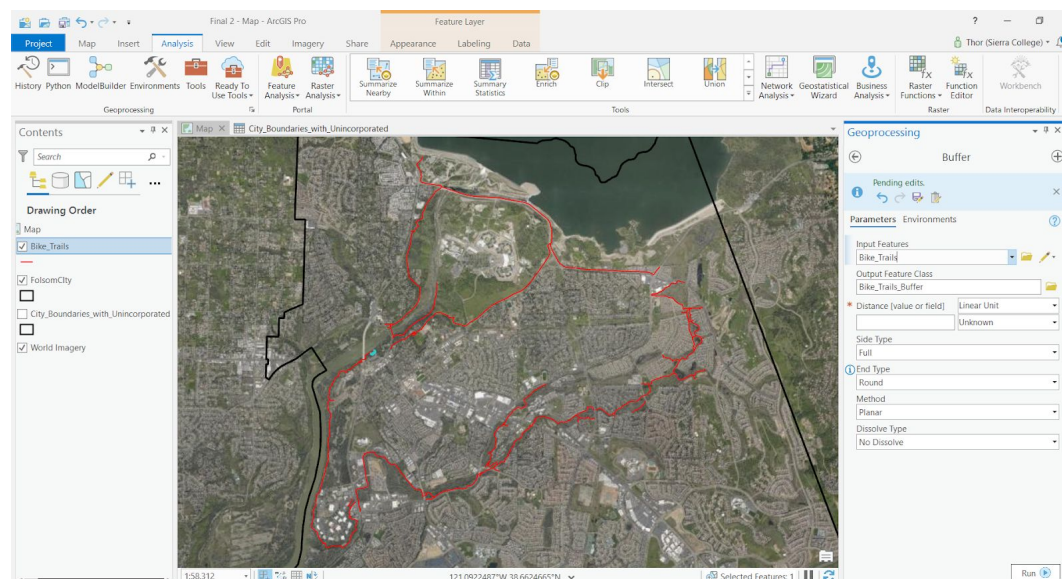 Final 2 - Map - ArcGIS Pro
Feature Layer
?
Project Map Insert Analysis View Edit Imagery Share Appearance Labeling Data
Thor (Sierra College)
History Python ModelBuilder Environments Tools Ready To Use Tools
Feature Analysis Raster Analysis
Summarize Nearby Summarize Within Summary Statistics Enrich Clip Intersect Union
Network Analysis Geostatistical Wizard Business Analysis
Raster Functions Function Editor
Workbench
Geoprocessing Portal Tools Raster Data Interoperability
Contents
Search
Drawing Order
Map
Bike_Trails
FolsomCity
City_Boundaries_with_Unincorporated
World Imagery
Map City_Boundaries_with_Unincorporated
1:58,312
121.0922487°W 38.6624665°N
Selected Features: 1
Geoprocessing
Buffer
Pending edits.
Parameters Environments
Input Features
Bike_Trails
Output Feature Class
Bike_Trails_Buffer
* Distance [value or field] Linear Unit
Unknown
Side Type
Full
End Type
Round
Method
Planar
Dissolve Type
No Dissolve
Run